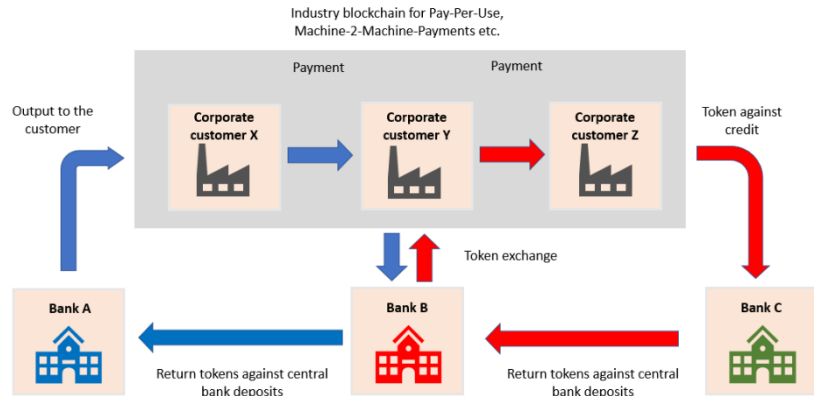 Industry blockchain for Pay-Per-Use,
Machine-2-Machine-Payments etc.
Payment
Payment
Output to the
customer
Corporate
customer X
Corporate
customer Y
Corporate
customer Z
Token against
credit
Token exchange
Bank A
Bank B
Bank C
Return tokens against central
bank deposits
Return tokens against central
bank deposits